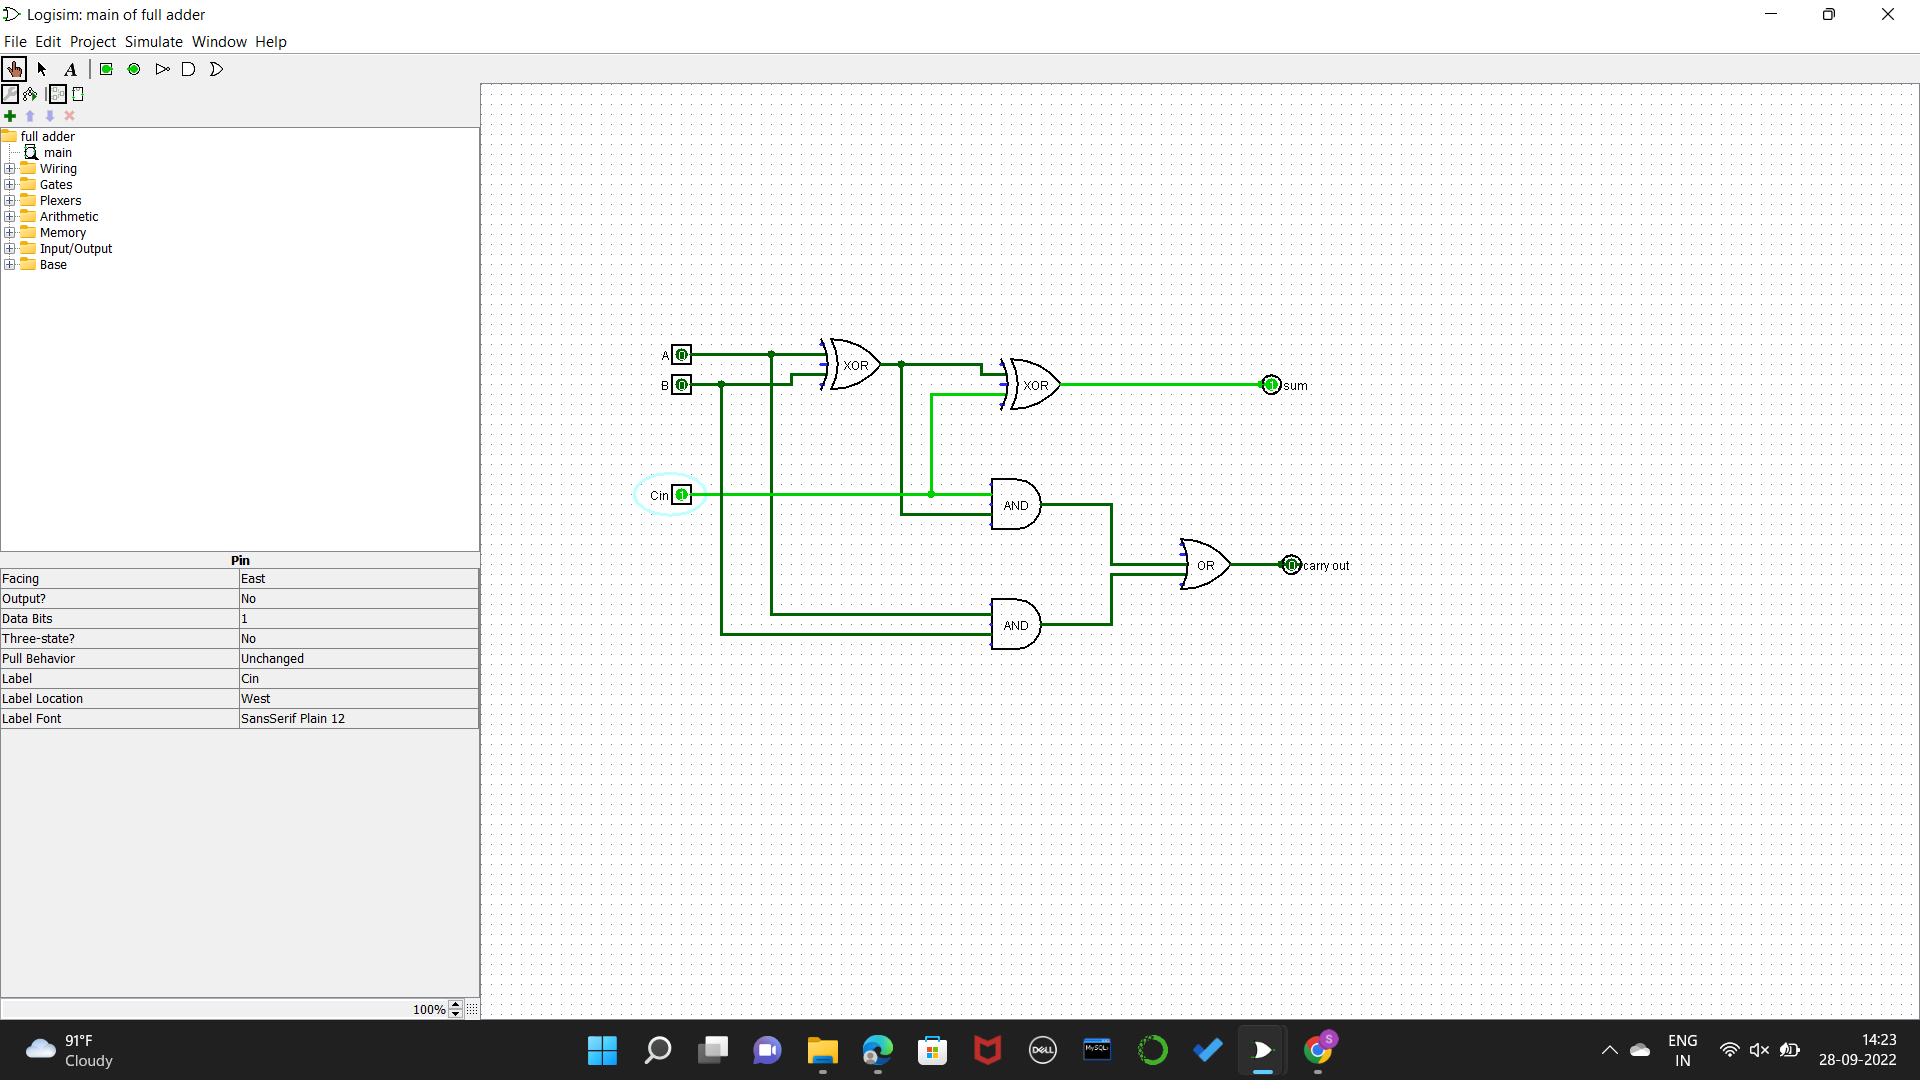 Logisim: main of full adder
File Edit Project Simulate Window Help
A
full adder
main
Wiring
Gates
Plexers
Arithmetic
Memory
Input/Output
Base
Pin
Facing East
Output? No
Data Bits 1
Three-state? No
Pull Behavior Unchanged
Label Cin
Label Location West
Label Font SansSerif Plain 12
100%
A 0
B 0
XOR
XOR
1 sum
Cin 1
AND
OR
0 carry out
AND
91°F
Cloudy
DELL
MySQL
S
ENG
IN
14:23
28-09-2022